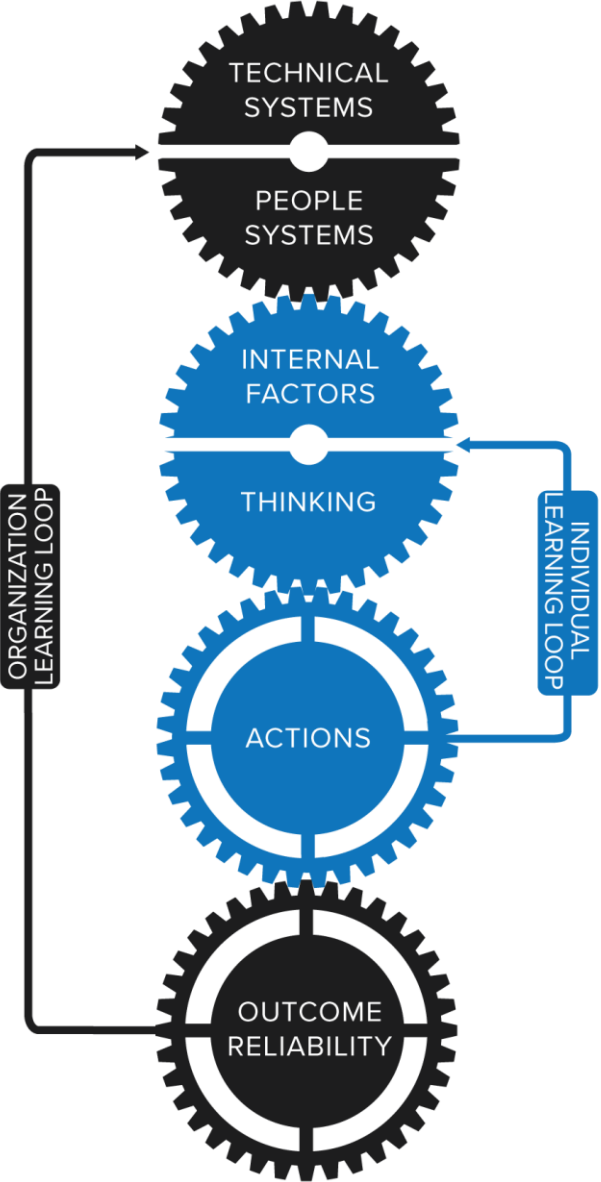 TECHNICAL
SYSTEMS
PEOPLE
SYSTEMS
INTERNAL
FACTORS
THINKING
ORGANIZATION
LEARNING LOOP
INDIVIDUAL
LEARNING LOOP
ACTIONS
OUTCOME
RELIABILITY